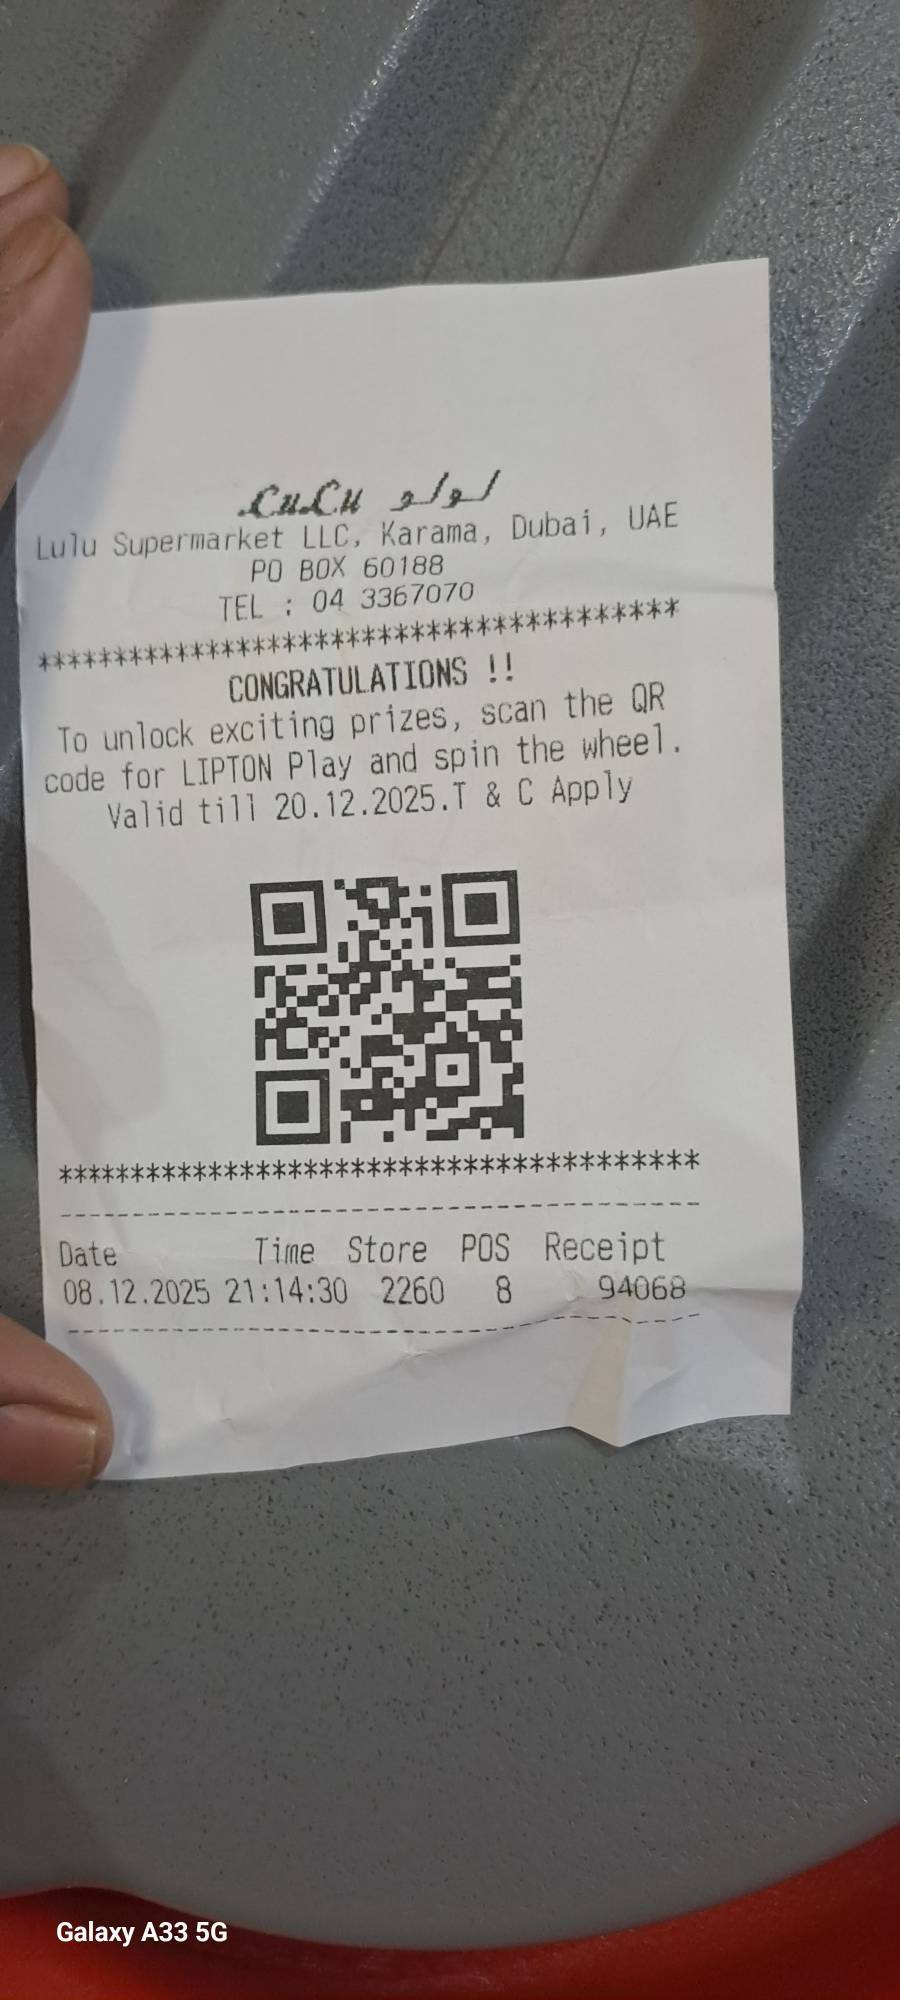 LuLu لولو
Lulu Supermarket LLC, Karama, Dubai, UAE
PO BOX 60188
TEL : 04 3367070
*****************************************
CONGRATULATIONS !!
To unlock exciting prizes, scan the QR
code for LIPTON Play and spin the wheel.
Valid till 20.12.2025.T & C Apply
*****************************************
-----------------------------------------
Date Time Store POS Receipt
08.12.2025 21:14:30 2260 8 94068
-----------------------------------------
Galaxy A33 5G